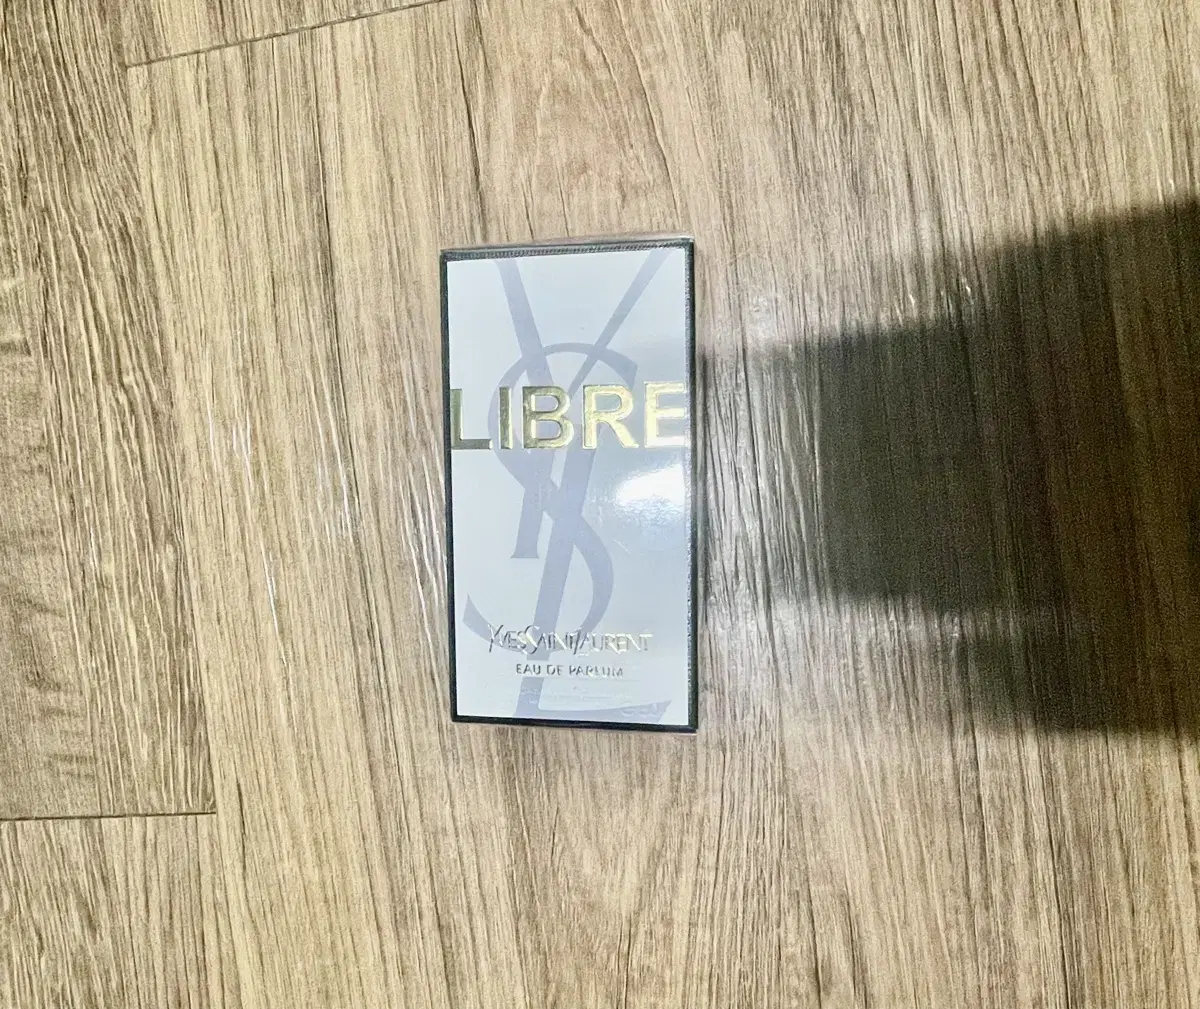 LIBRE
YVESSAINTLAURENT
EAU DE PARFUM